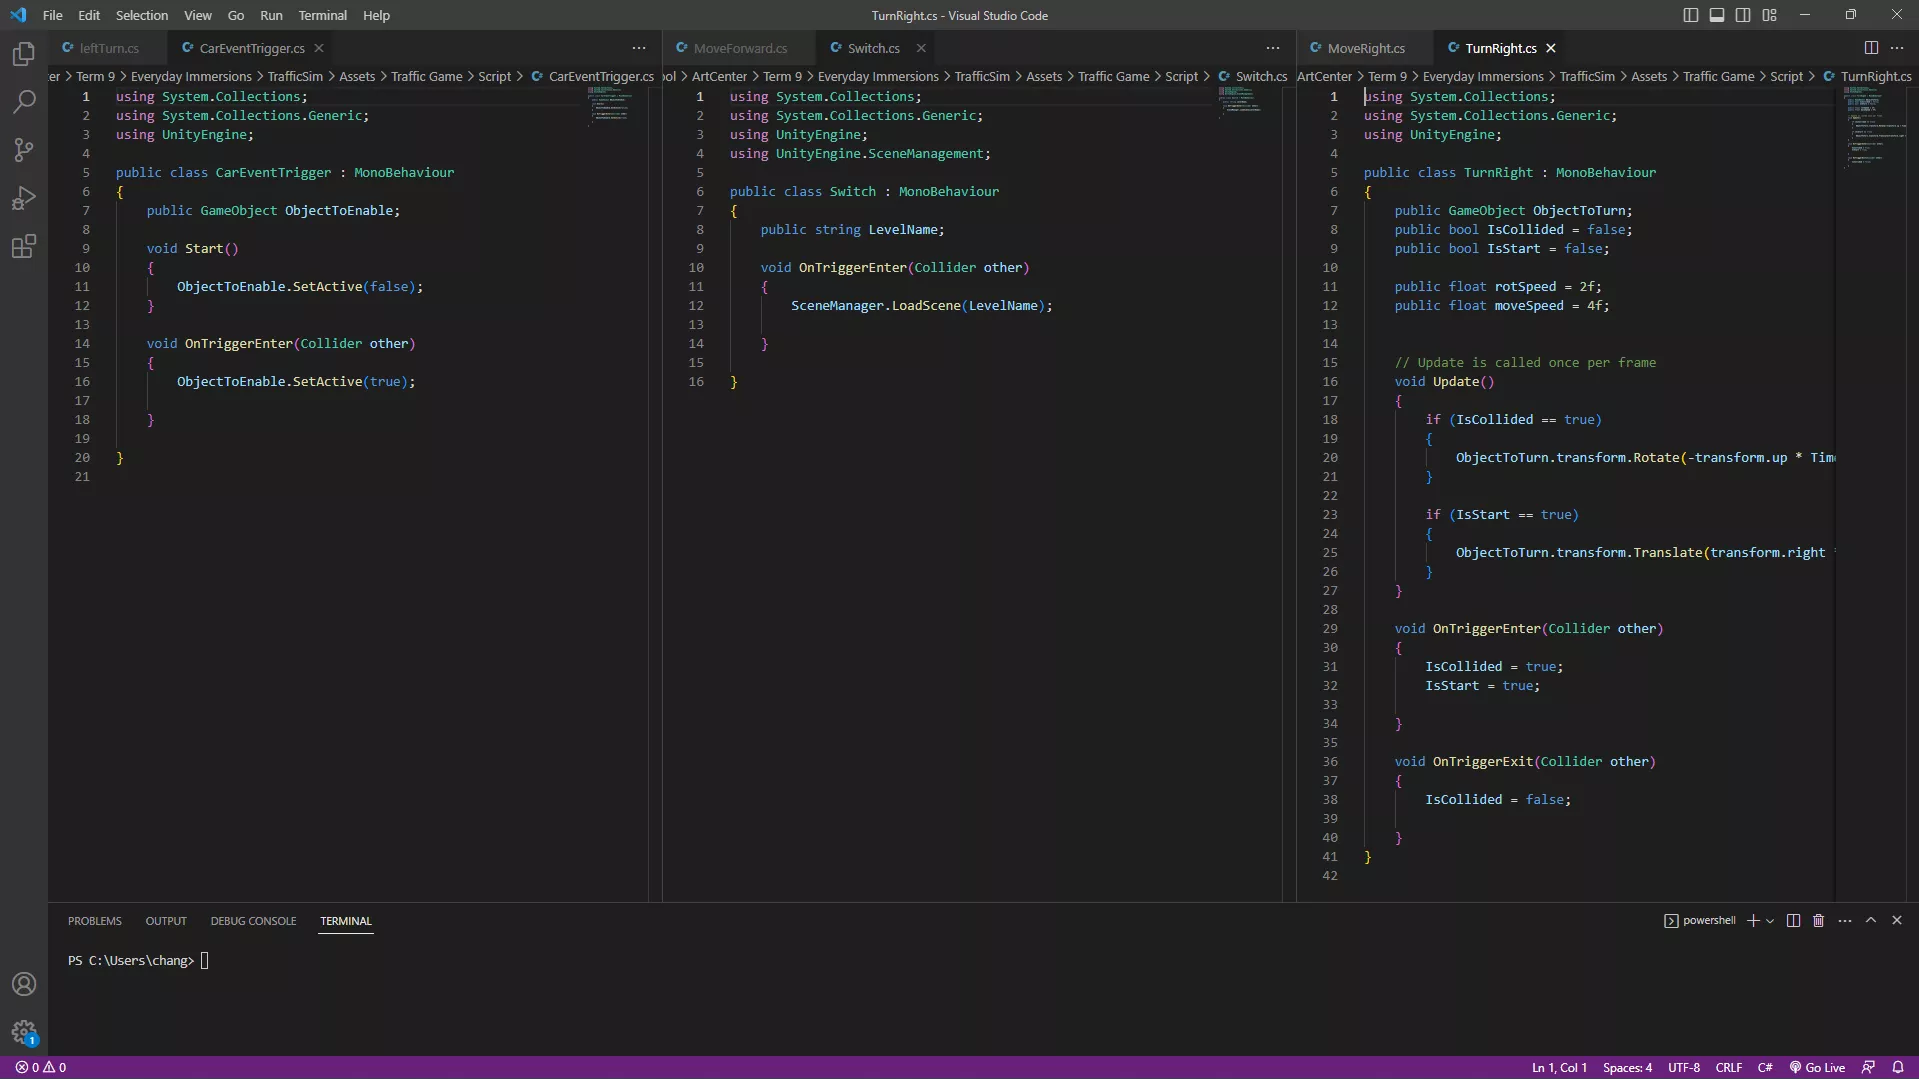 File Edit Selection View Go Run Terminal Help
TurnRight.cs - Visual Studio Code
leftTurn.cs
CarEventTrigger.cs
Term 9 > Everyday Immersions > TrafficSim > Assets > Traffic Game > Script > CarEventTrigger.cs
1 using System.Collections;
2 using System.Collections.Generic;
3 using UnityEngine;
4
5 public class CarEventTrigger : MonoBehaviour
6 {
7 public GameObject ObjectToEnable;
8
9 void Start()
10 {
11 ObjectToEnable.SetActive(false);
12 }
13
14 void OnTriggerEnter(Collider other)
15 {
16 ObjectToEnable.SetActive(true);
17
18 }
19
20 }
21
MoveForward.cs
Switch.cs
ool > ArtCenter > Term 9 > Everyday Immersions > TrafficSim > Assets > Traffic Game > Script > Switch.cs
1 using System.Collections;
2 using System.Collections.Generic;
3 using UnityEngine;
4 using UnityEngine.SceneManagement;
5
6 public class Switch : MonoBehaviour
7 {
8 public string LevelName;
9
10 void OnTriggerEnter(Collider other)
11 {
12 SceneManager.LoadScene(LevelName);
13
14 }
15
16 }
MoveRight.cs
TurnRight.cs
ArtCenter > Term 9 > Everyday Immersions > TrafficSim > Assets > Traffic Game > Script > TurnRight.cs
1 using System.Collections;
2 using System.Collections.Generic;
3 using UnityEngine;
4
5 public class TurnRight : MonoBehaviour
6 {
7 public GameObject ObjectToTurn;
8 public bool IsCollided = false;
9 public bool IsStart = false;
10
11 public float rotSpeed = 2f;
12 public float moveSpeed = 4f;
13
14
15 // Update is called once per frame
16 void Update()
17 {
18 if (IsCollided == true)
19 {
20 ObjectToTurn.transform.Rotate(-transform.up * Tim
21 }
22
23 if (IsStart == true)
24 {
25 ObjectToTurn.transform.Translate(transform.right *
26 }
27 }
28
29 void OnTriggerEnter(Collider other)
30 {
31 IsCollided = true;
32 IsStart = true;
33
34 }
35
36 void OnTriggerExit(Collider other)
37 {
38 IsCollided = false;
39
40 }
41 }
42
PROBLEMS OUTPUT DEBUG CONSOLE TERMINAL
powershell
PS C:\Users\chang>
1
0 0
Ln 1, Col 1 Spaces: 4 UTF-8 CRLF C# Go Live